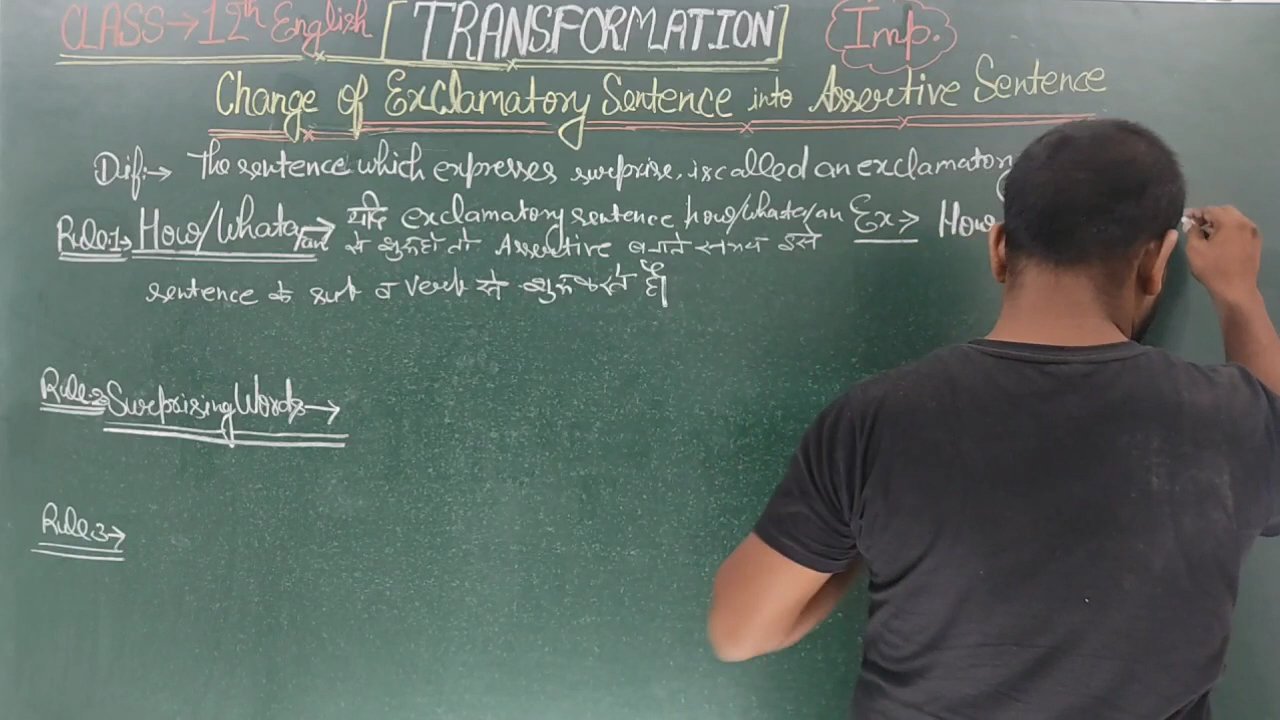 CLASS→12th English [TRANSFORMATION] Imp.
Change of Exclamatory Sentence into Assertive Sentence
Dif:→ The sentence which expresses surprise, is called an exclamatory
Rule:1→ How/What a/an → यदि exclamatory sentence how/what a/an Ex→ How
से शुरू हो तो Assertive बनाते समय इसे
sentence के sub व verb से शुरू करते है।
Rule:2 Surprising Words→
Rule:3→